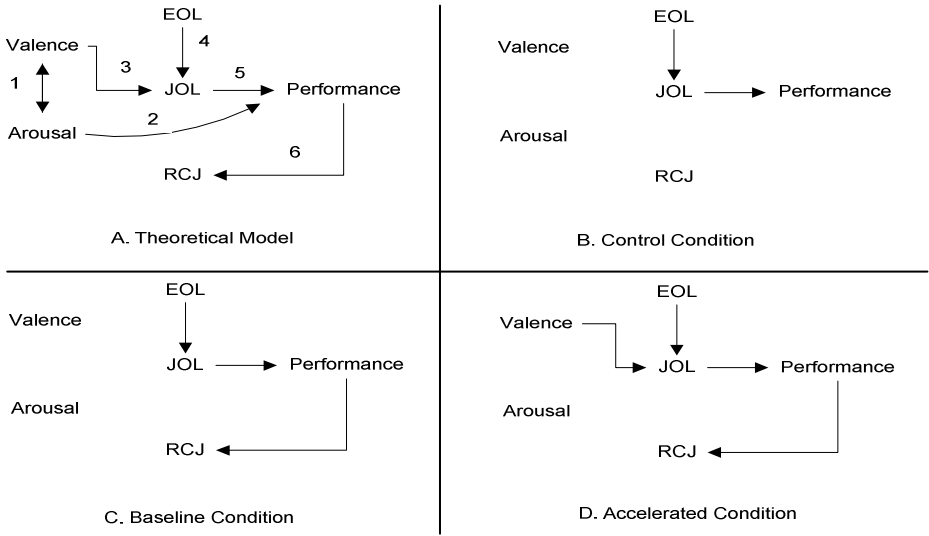 EOL
Valence
4
3
5
1
JOL
Performance
2
Arousal
6
RCJ
A. Theoretical Model
EOL
Valence
JOL
Performance
Arousal
RCJ
B. Control Condition
EOL
Valence
JOL
Performance
Arousal
RCJ
C. Baseline Condition
EOL
Valence
JOL
Performance
Arousal
RCJ
D. Accelerated Condition